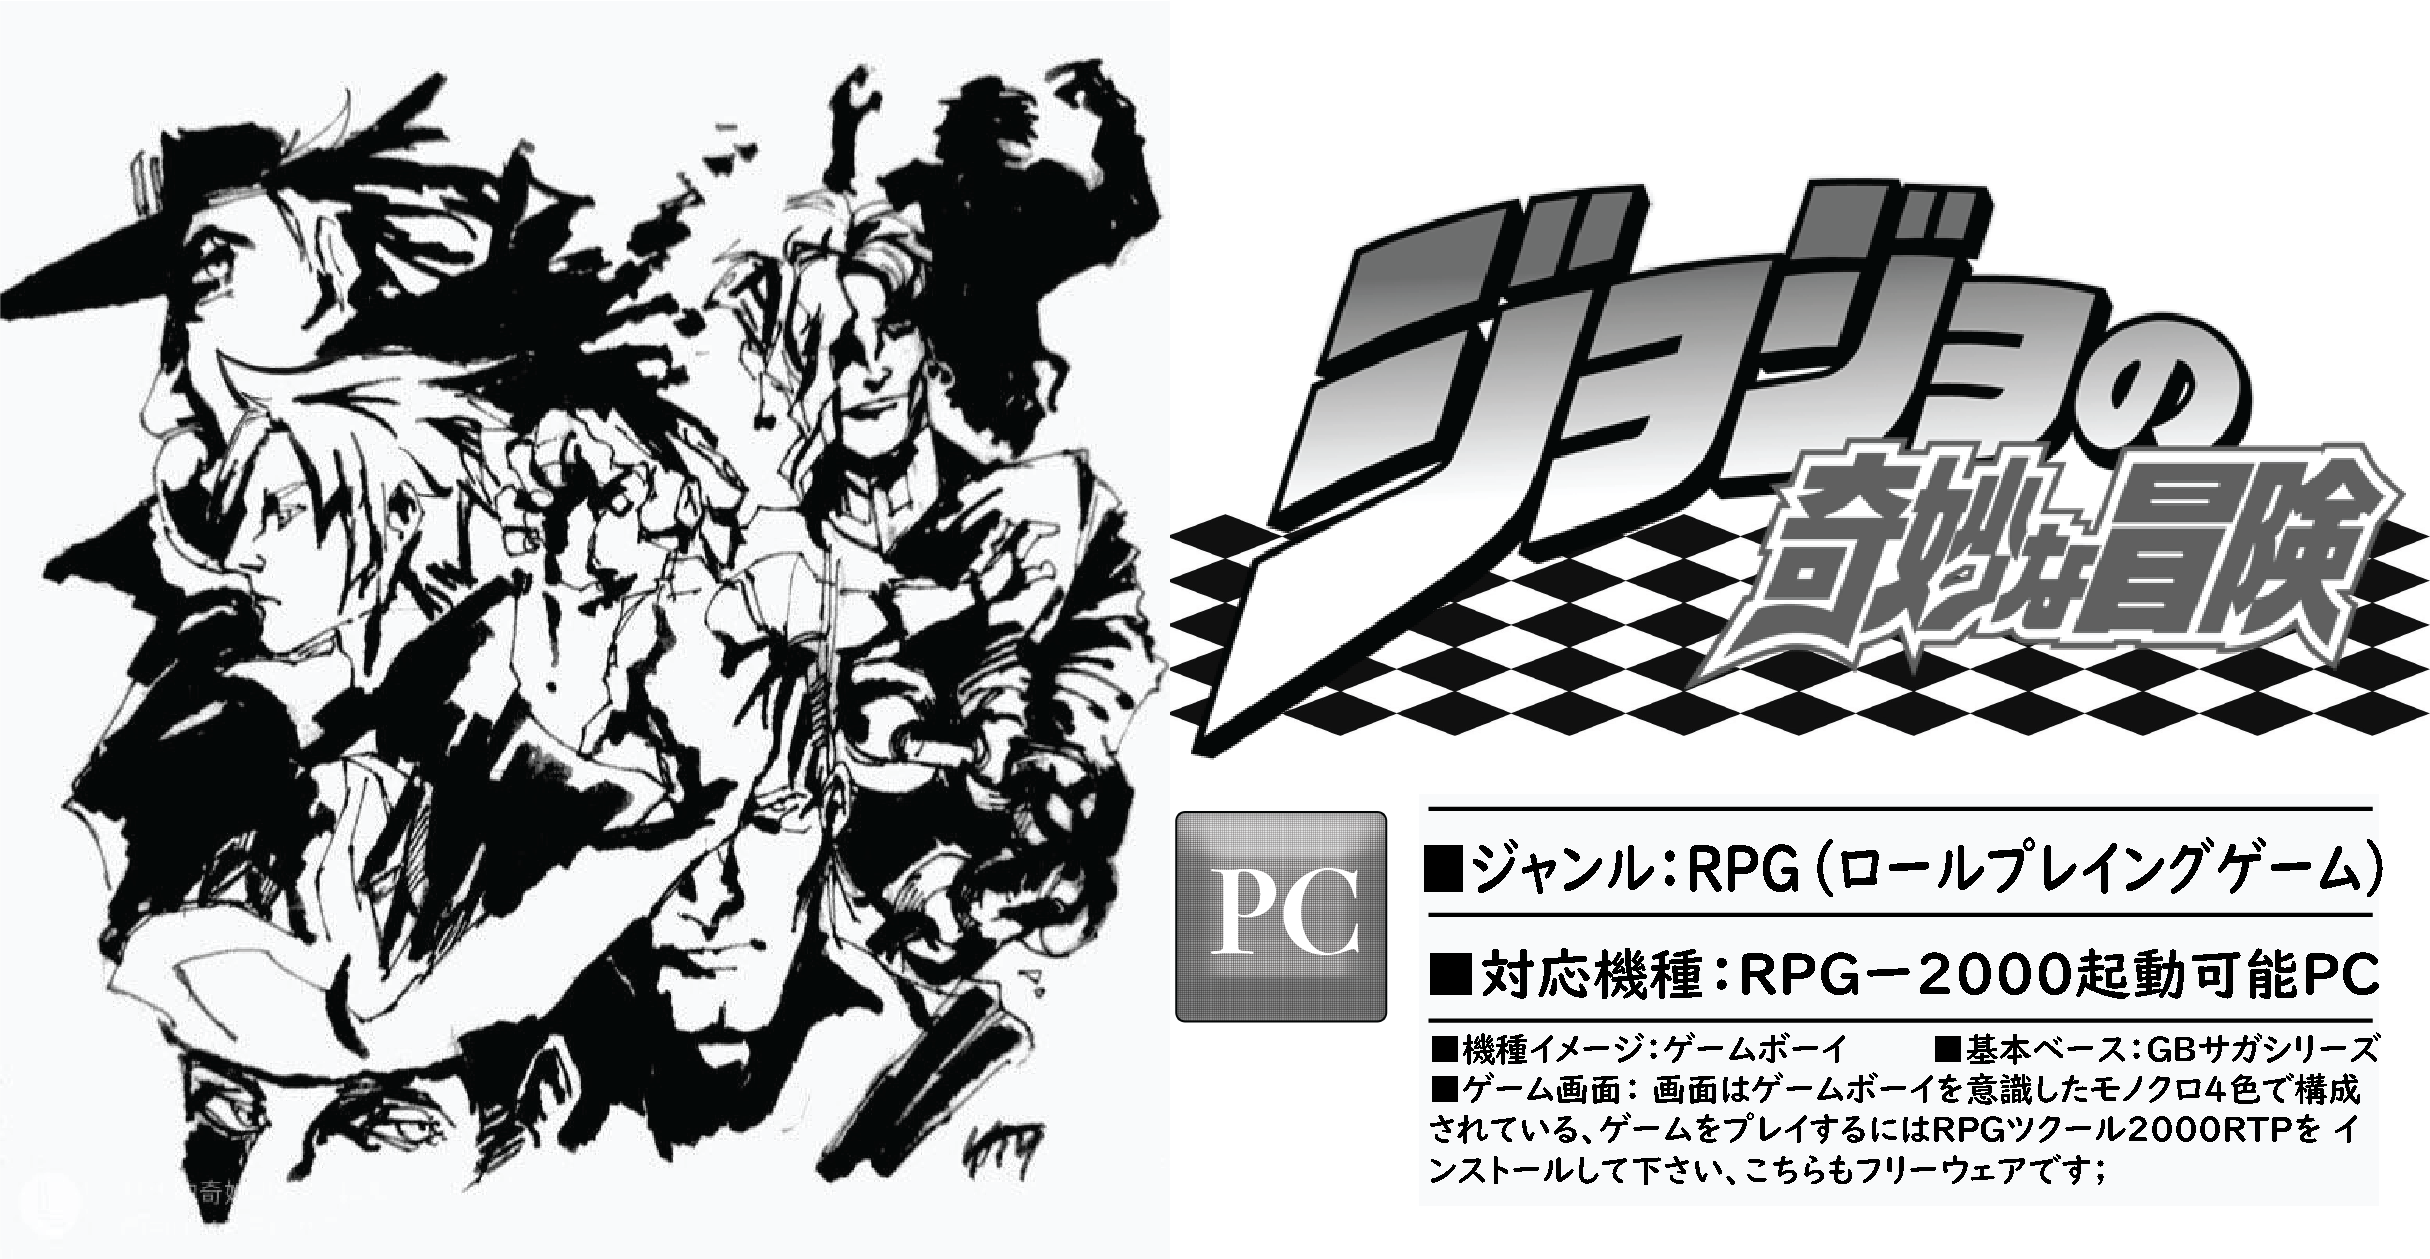 ジョジョの
奇妙な冒険
PC
■ジャンル：RPG（ロールプレイングゲーム）
■対応機種：RPGー2000起動可能PC
■機種イメージ：ゲームボーイ　■基本ベース：GBサガシリーズ
■ゲーム画面： 画面はゲームボーイを意識したモノクロ4色で構成
されている、ゲームをプレイするにはRPGツクール2000RTPを イ
ンストールして下さい、こちらもフリーウェアです；